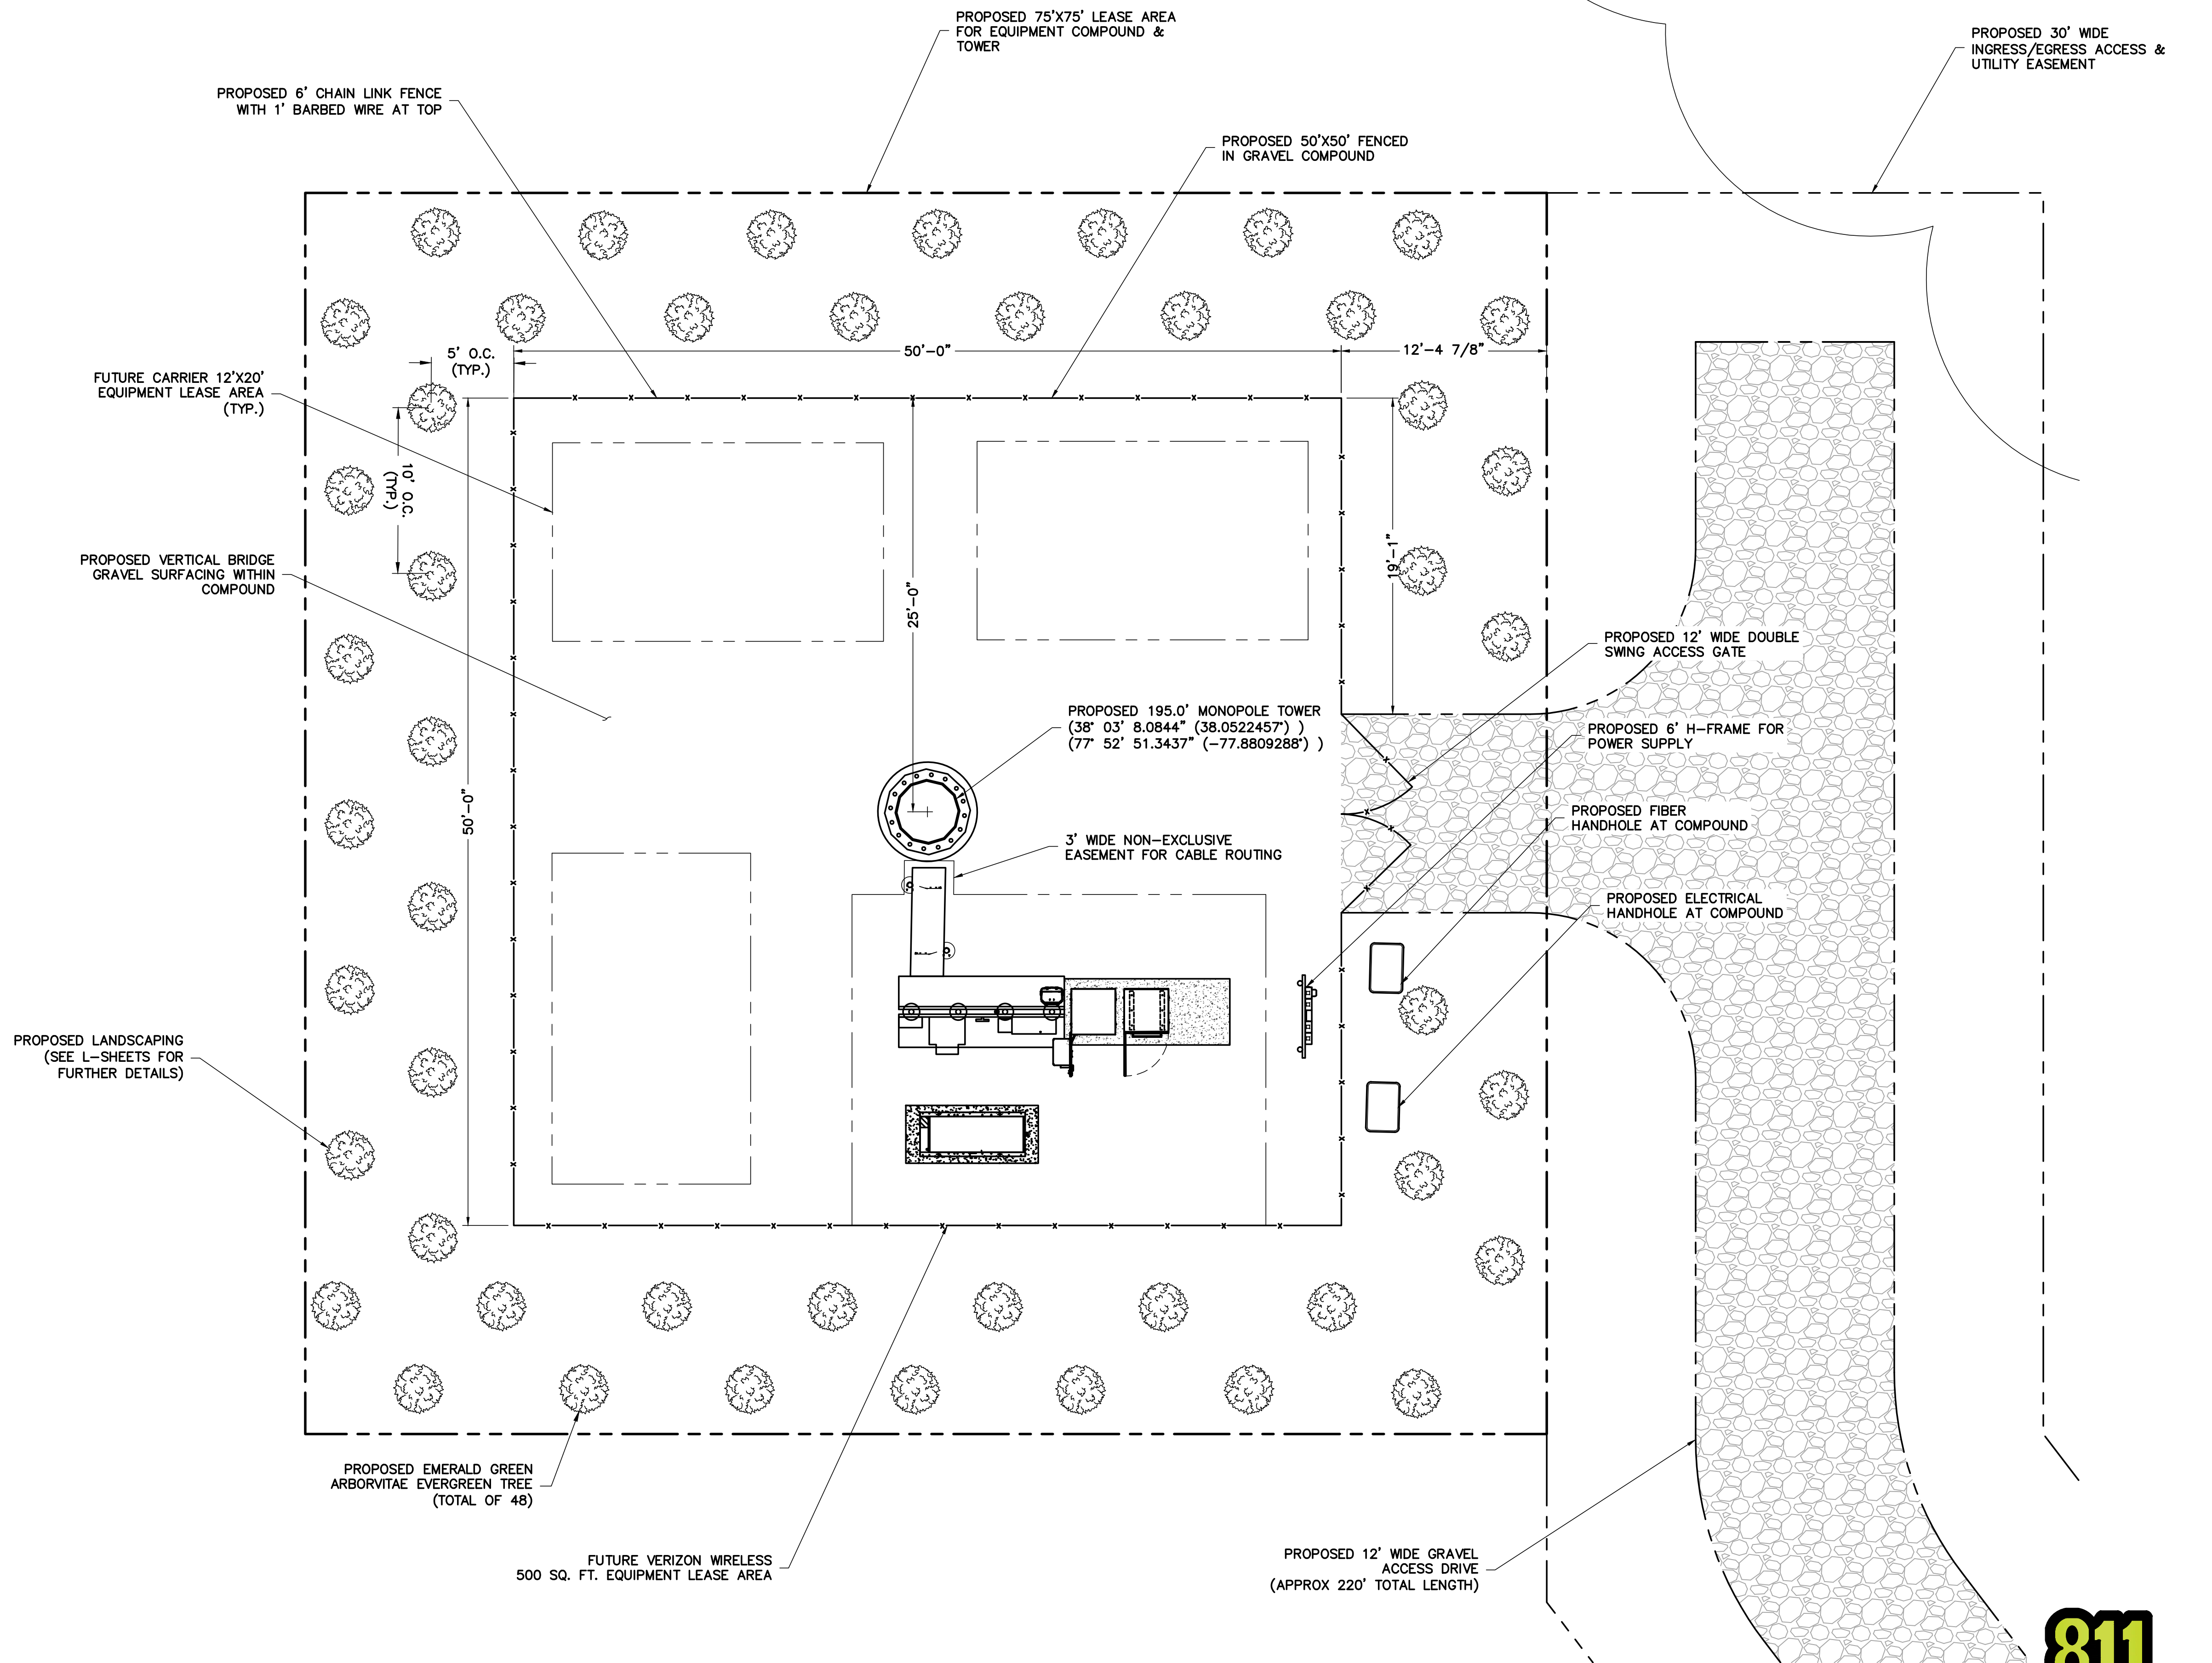 PROPOSED 75'X75' LEASE AREA
FOR EQUIPMENT COMPOUND &
TOWER
PROPOSED 30' WIDE
INGRESS/EGRESS ACCESS &
UTILITY EASEMENT
PROPOSED 6' CHAIN LINK FENCE
WITH 1' BARBED WIRE AT TOP
PROPOSED 50'X50' FENCED
IN GRAVEL COMPOUND
5' O.C.
(TYP.)
50'-0"
12'-4 7/8"
FUTURE CARRIER 12'X20'
EQUIPMENT LEASE AREA
(TYP.)
10' O.C.
(TYP.)
PROPOSED VERTICAL BRIDGE
GRAVEL SURFACING WITHIN
COMPOUND
25'-0"
19'-1"
PROPOSED 12' WIDE DOUBLE
SWING ACCESS GATE
PROPOSED 195.0' MONOPOLE TOWER
(38° 03' 8.0844" (38.0522457°) )
(77° 52' 51.3437" (-77.8809288°) )
PROPOSED 6' H-FRAME FOR
POWER SUPPLY
50'-0"
PROPOSED FIBER
HANDHOLE AT COMPOUND
3' WIDE NON-EXCLUSIVE
EASEMENT FOR CABLE ROUTING
PROPOSED ELECTRICAL
HANDHOLE AT COMPOUND
PROPOSED LANDSCAPING
(SEE L-SHEETS FOR
FURTHER DETAILS)
PROPOSED EMERALD GREEN
ARBORVITAE EVERGREEN TREE
(TOTAL OF 48)
FUTURE VERIZON WIRELESS
500 SQ. FT. EQUIPMENT LEASE AREA
PROPOSED 12' WIDE GRAVEL
ACCESS DRIVE
(APPROX 220' TOTAL LENGTH)
811